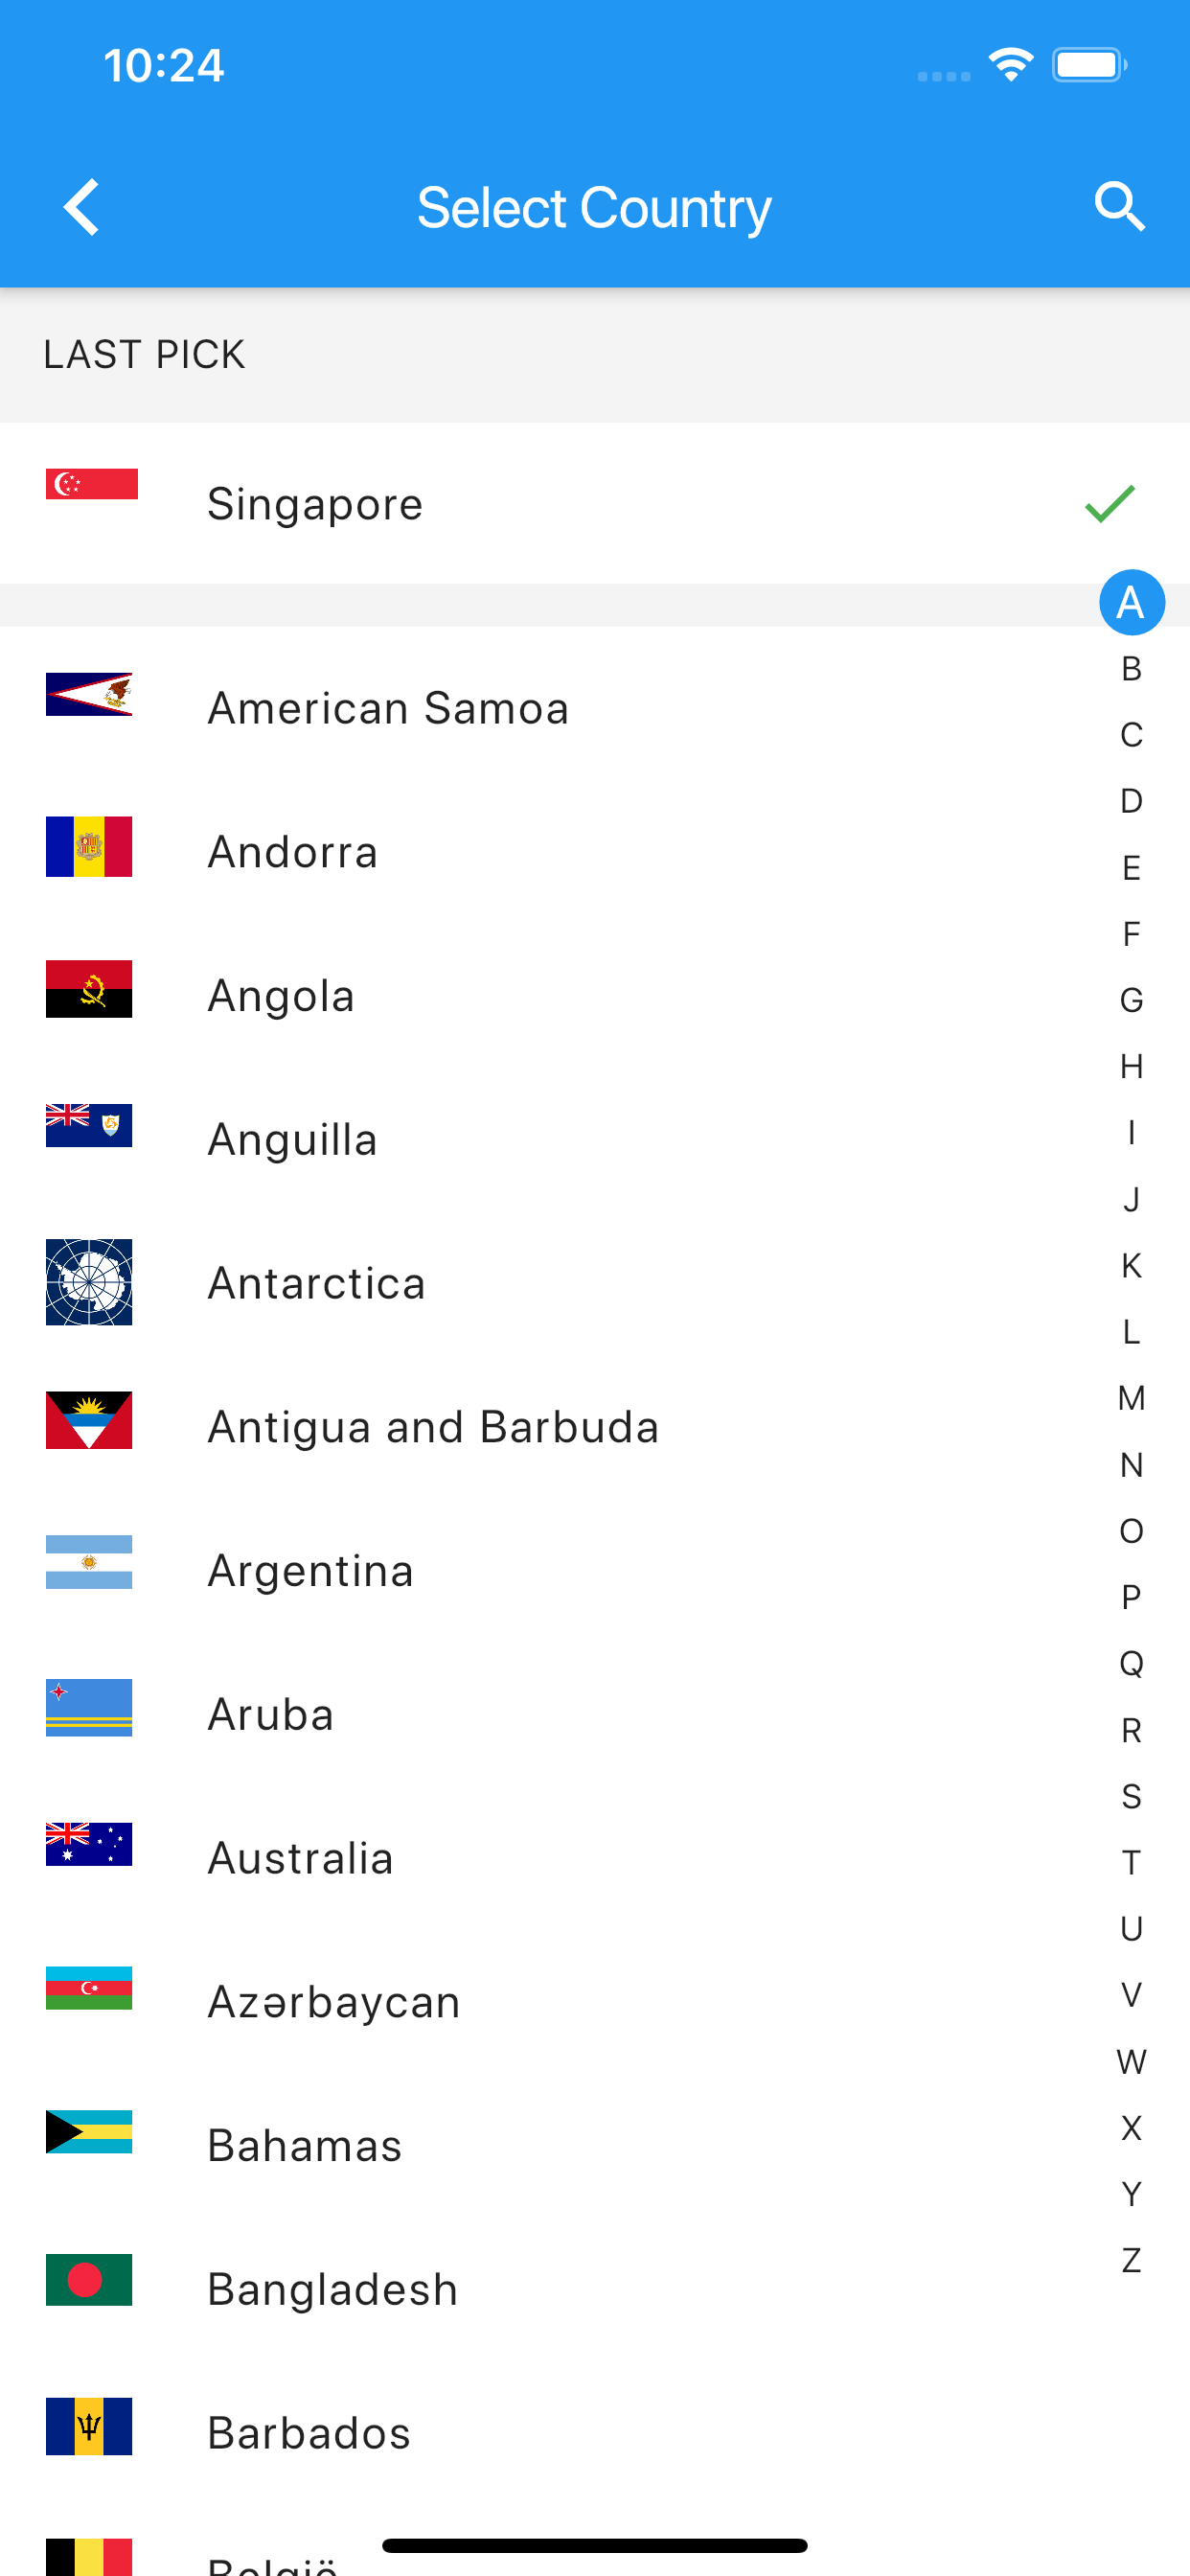 10:24
Select Country
LAST PICK
Singapore
A
American Samoa
B
C
D
Andorra
E
F
Angola
G
H
Anguilla
I
J
Antarctica
K
L
M
Antigua and Barbuda
N
O
Argentina
P
Q
Aruba
R
S
Australia
T
U
V
Azərbaycan
W
X
Bahamas
Y
Z
Bangladesh
Barbados
België